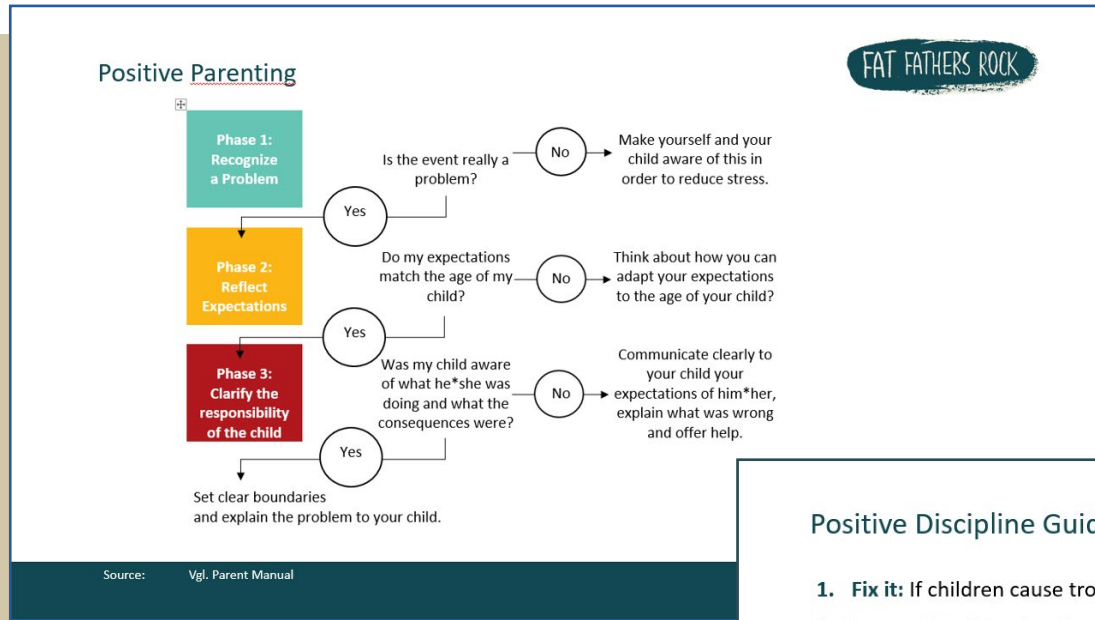 Positive Parenting
FAT FATHERS ROCK
Phase 1:
Recognize
a Problem
Is the event really a
problem?
No
Make yourself and your
child aware of this in
order to reduce stress.
Yes
Phase 2:
Reflect
Expectations
Do my expectations
match the age of my
child?
No
Think about how you can
adapt your expectations
to the age of your child?
Yes
Phase 3:
Clarify the
responsibility
of the child
Was my child aware
of what he*she was
doing and what the
consequences were?
No
Communicate clearly to
your child your
expectations of him*her,
explain what was wrong
and offer help.
Yes
Set clear boundaries
and explain the problem to your child.
Source: Vgl. Parent Manual
Positive Discipline
1. Fix it: If children cause